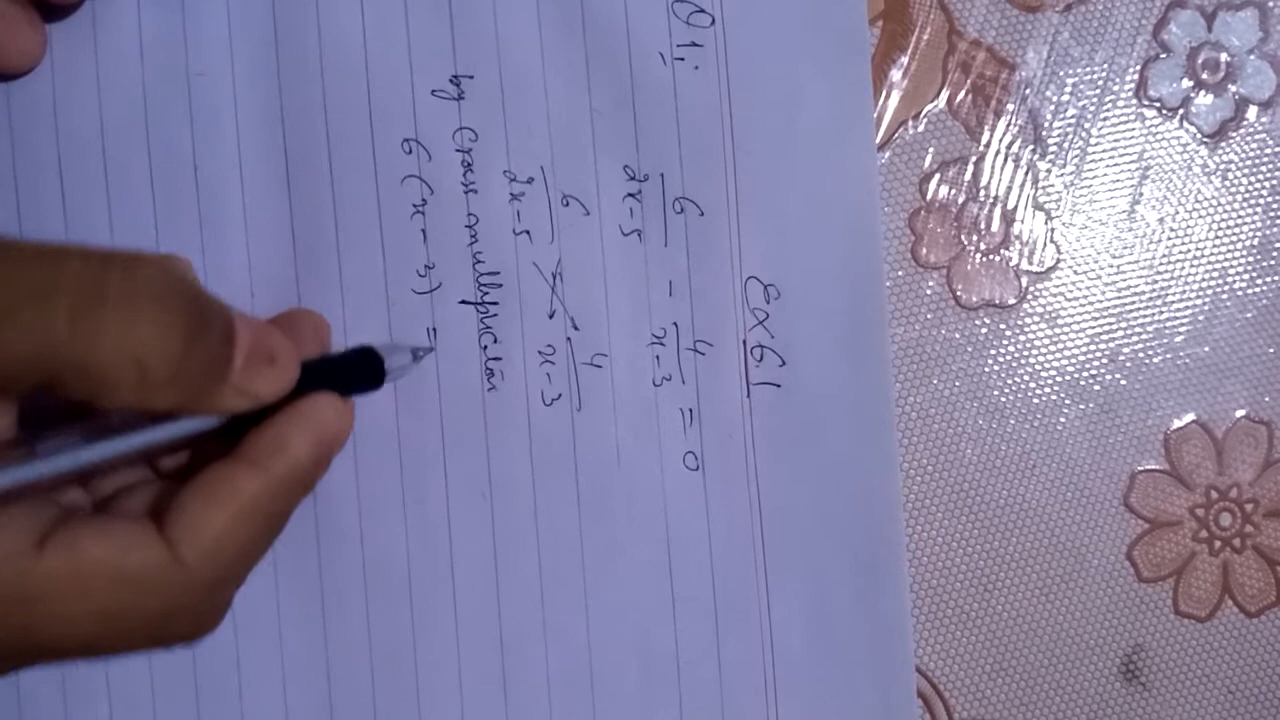 Ex 6.1
Q1:
6/2x-5 - 4/x-3 = 0
6/2x-5 4/x-3
by Cross multiplication
6(x-3) =